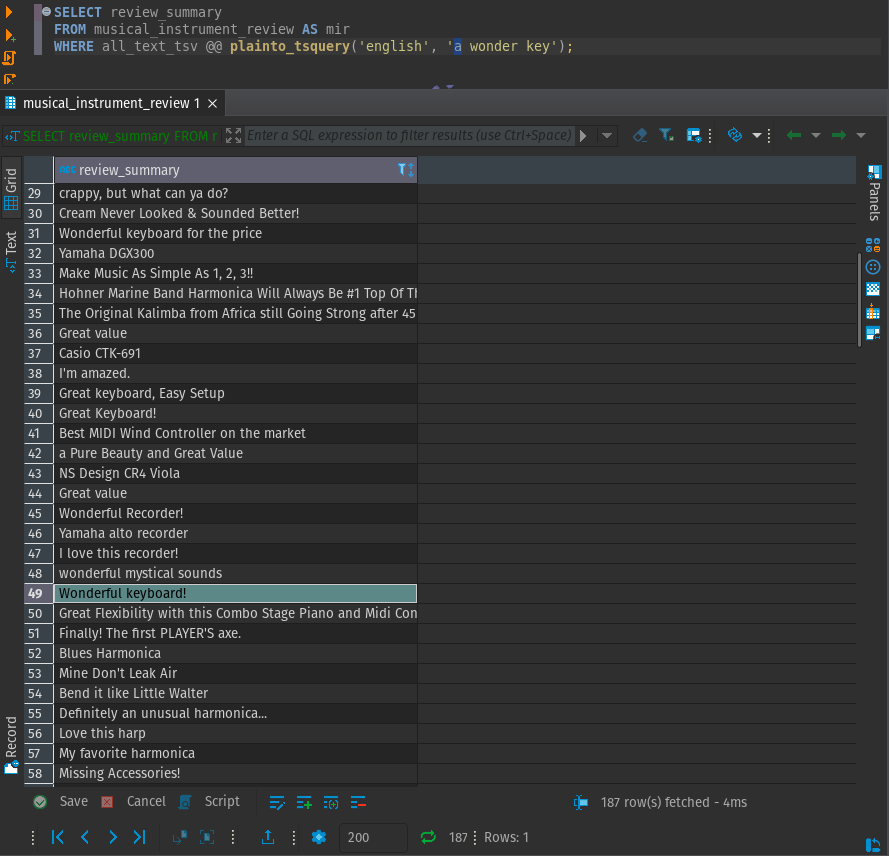 SELECT review_summary
FROM musical_instrument_review AS mir
WHERE all_text_tsv @@ plainto_tsquery('english', 'a wonder key');
musical_instrument_review 1
SELECT review_summary FROM r
Enter a SQL expression to filter results (use Ctrl+Space)
Grid
Text
Record
Panels
ABC review_summary
29 crappy, but what can ya do?
30 Cream Never Looked & Sounded Better!
31 Wonderful keyboard for the price
32 Yamaha DGX300
33 Make Music As Simple As 1, 2, 3!!
34 Hohner Marine Band Harmonica Will Always Be #1 Top Of Th
35 The Original Kalimba from Africa still Going Strong after 45
36 Great value
37 Casio CTK-691
38 I'm amazed.
39 Great keyboard, Easy Setup
40 Great Keyboard!
41 Best MIDI Wind Controller on the market
42 a Pure Beauty and Great Value
43 NS Design CR4 Viola
44 Great value
45 Wonderful Recorder!
46 Yamaha alto recorder
47 I love this recorder!
48 wonderful mystical sounds
49 Wonderful keyboard!
50 Great Flexibility with this Combo Stage Piano and Midi Con
51 Finally! The first PLAYER'S axe.
52 Blues Harmonica
53 Mine Don't Leak Air
54 Bend it like Little Walter
55 Definitely an unusual harmonica...
56 Love this harp
57 My favorite harmonica
58 Missing Accessories!
Save Cancel Script 187 row(s) fetched - 4ms
200 187 Rows: 1